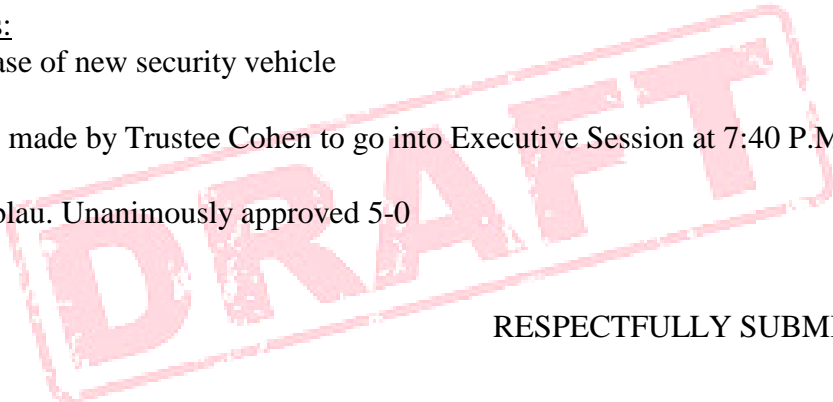 s:
ase of new security vehicle
made by Trustee Cohen to go into Executive Session at 7:40 P.M
blau. Unanimously approved 5-0
RESPECTFULLY SUBMI
DRAFT